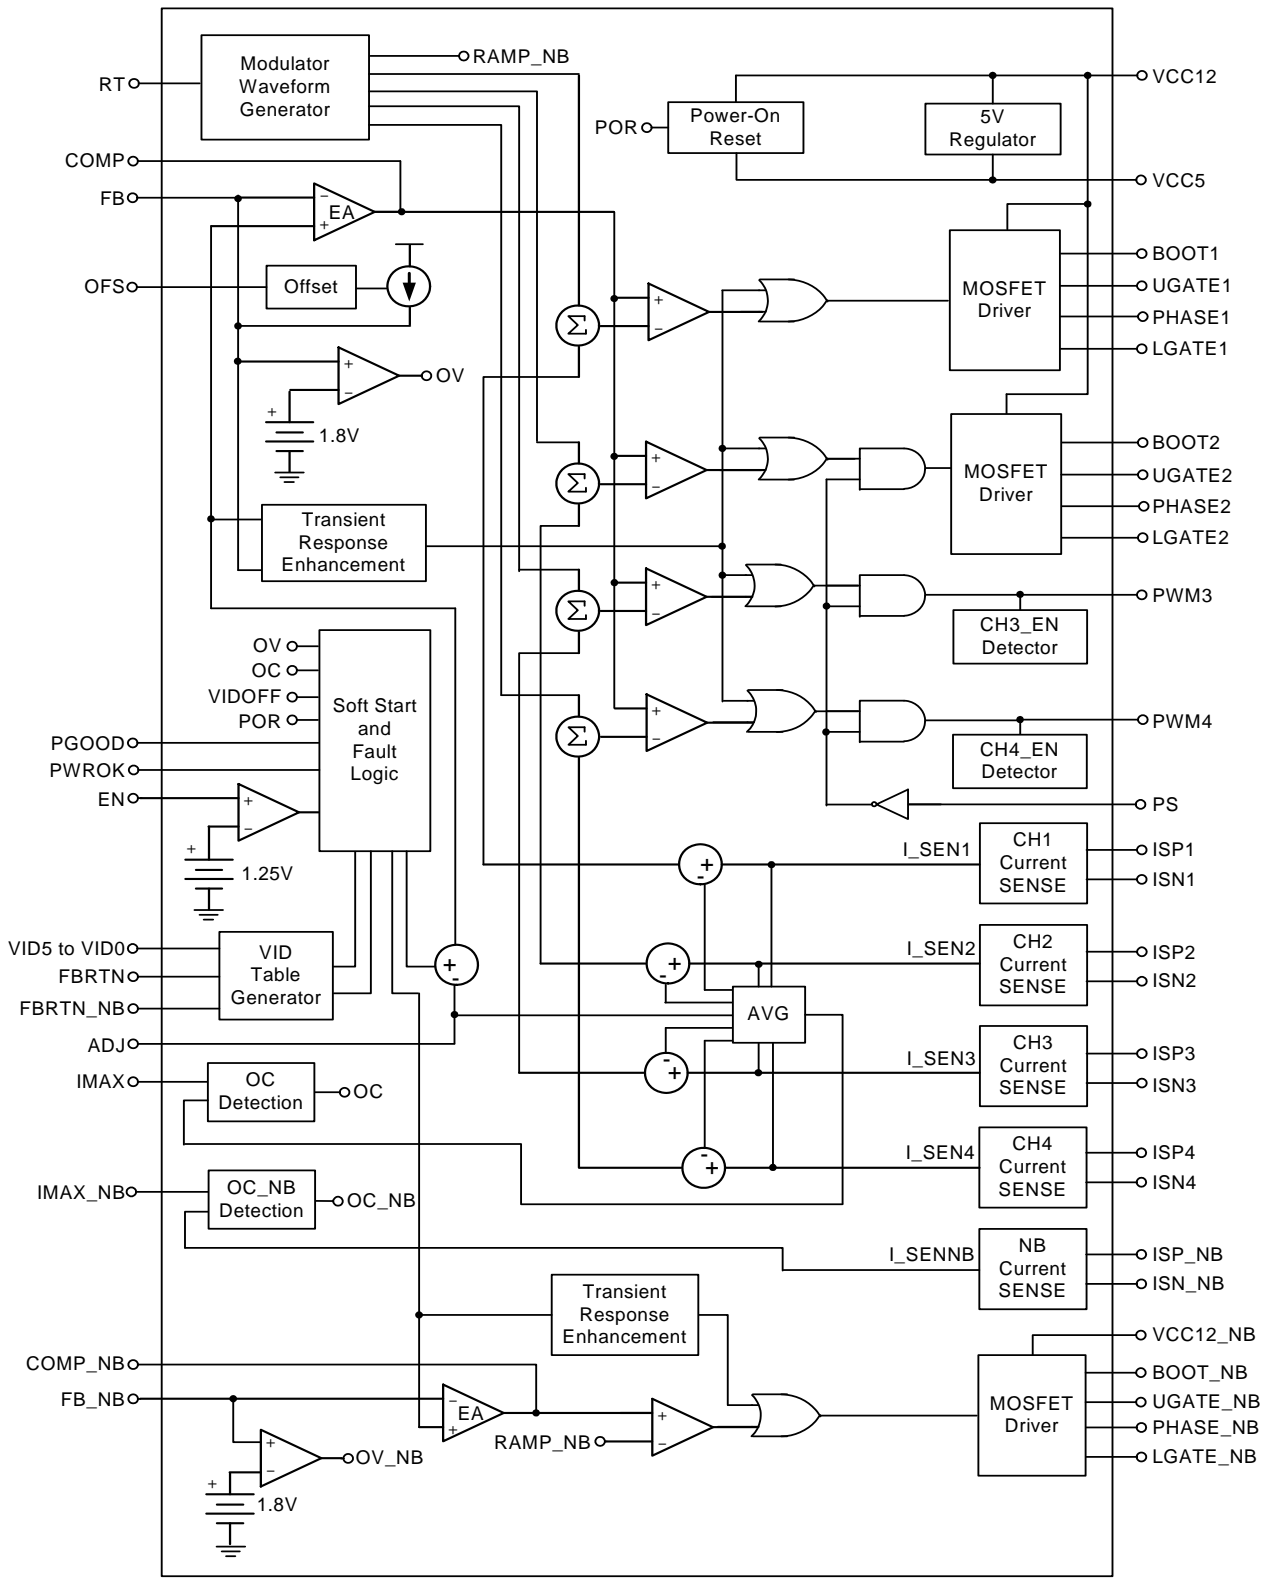 Modulator
Waveform
Generator
RAMP_NB
RT
VCC12
Power-On
Reset
POR
5V
Regulator
COMP
VCC5
FB
−
EA
+
OFS
Offset
MOSFET
Driver
BOOT1
UGATE1
PHASE1
LGATE1
+
−
Σ
+
−
OV
+
1.8V
MOSFET
Driver
BOOT2
UGATE2
PHASE2
LGATE2
+
−
Σ
Transient
Response
Enhancement
+
−
Σ
PWM3
CH3_EN
Detector
OV
OC
VIDOFF
POR
PGOOD
PWROK
Soft Start
and
Fault
Logic
+
−
Σ
PWM4
CH4_EN
Detector
EN
+
−
PS
+
1.25V
I_SEN1
CH1
Current
SENSE
ISP1
ISN1
+
-
VID5 to VID0
FBRTN
FBRTN_NB
VID
Table
Generator
+
-
I_SEN2
CH2
Current
SENSE
ISP2
ISN2
+
-
AVG
ADJ
I_SEN3
CH3
Current
SENSE
ISP3
ISN3
-
+
IMAX
OC
Detection
OC
I_SEN4
CH4
Current
SENSE
ISP4
ISN4
-
+
IMAX_NB
OC_NB
Detection
OC_NB
I_SENNB
NB
Current
SENSE
ISP_NB
ISN_NB
Transient
Response
Enhancement
VCC12_NB
COMP_NB
FB_NB
−
EA
+
+
−
RAMP_NB
MOSFET
Driver
BOOT_NB
UGATE_NB
PHASE_NB
LGATE_NB
+
−
OV_NB
+
1.8V